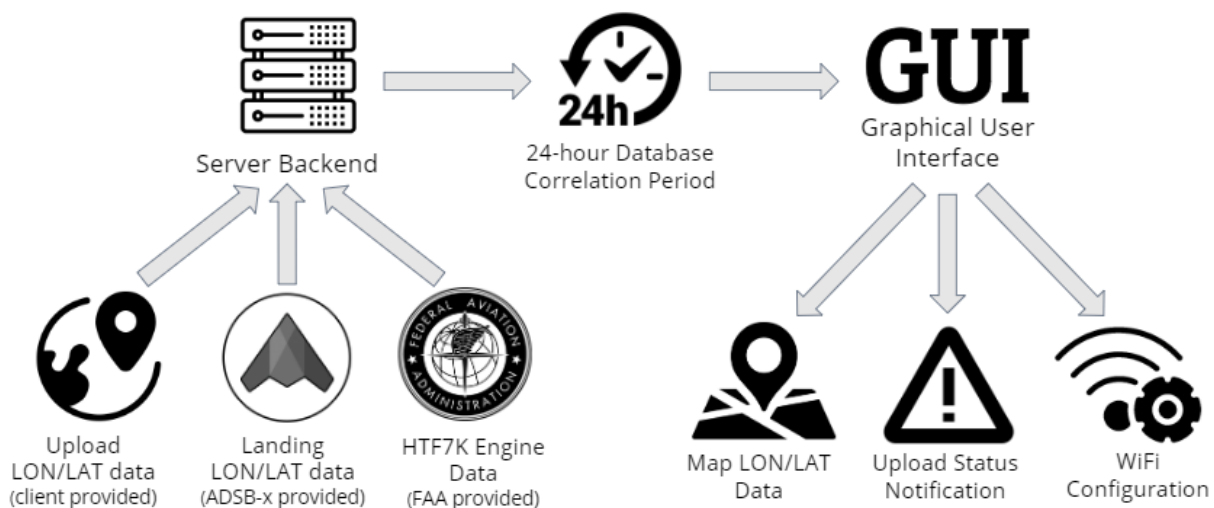 Server Backend
24h
24-hour Database
Correlation Period
GUI
Graphical User
Interface
Upload
LON/LAT data
(client provided)
Landing
LON/LAT data
(ADSB-x provided)
FEDERAL AVIATION
ADMINISTRATION
HTF7K Engine
Data
(FAA provided)
Map LON/LAT
Data
!
Upload Status
Notification
WiFi
Configuration